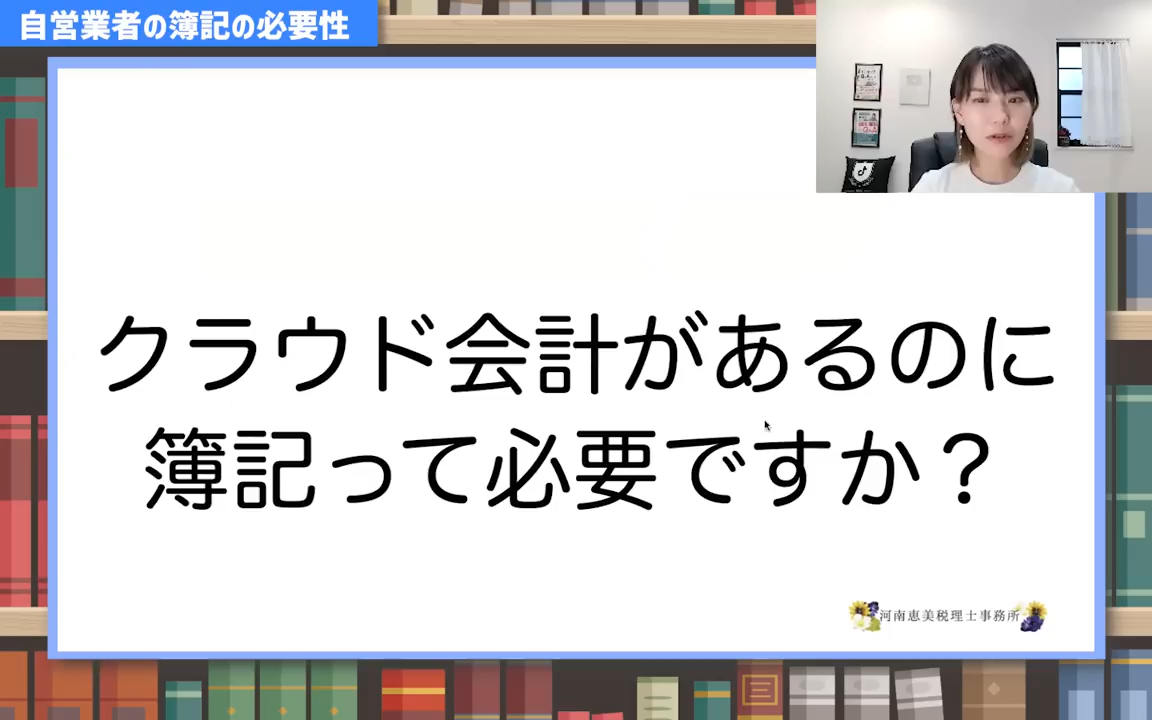 自営業者の簿記の必要性
クラウド会計があるのに
簿記って必要ですか？
河南恵美税理士事務所